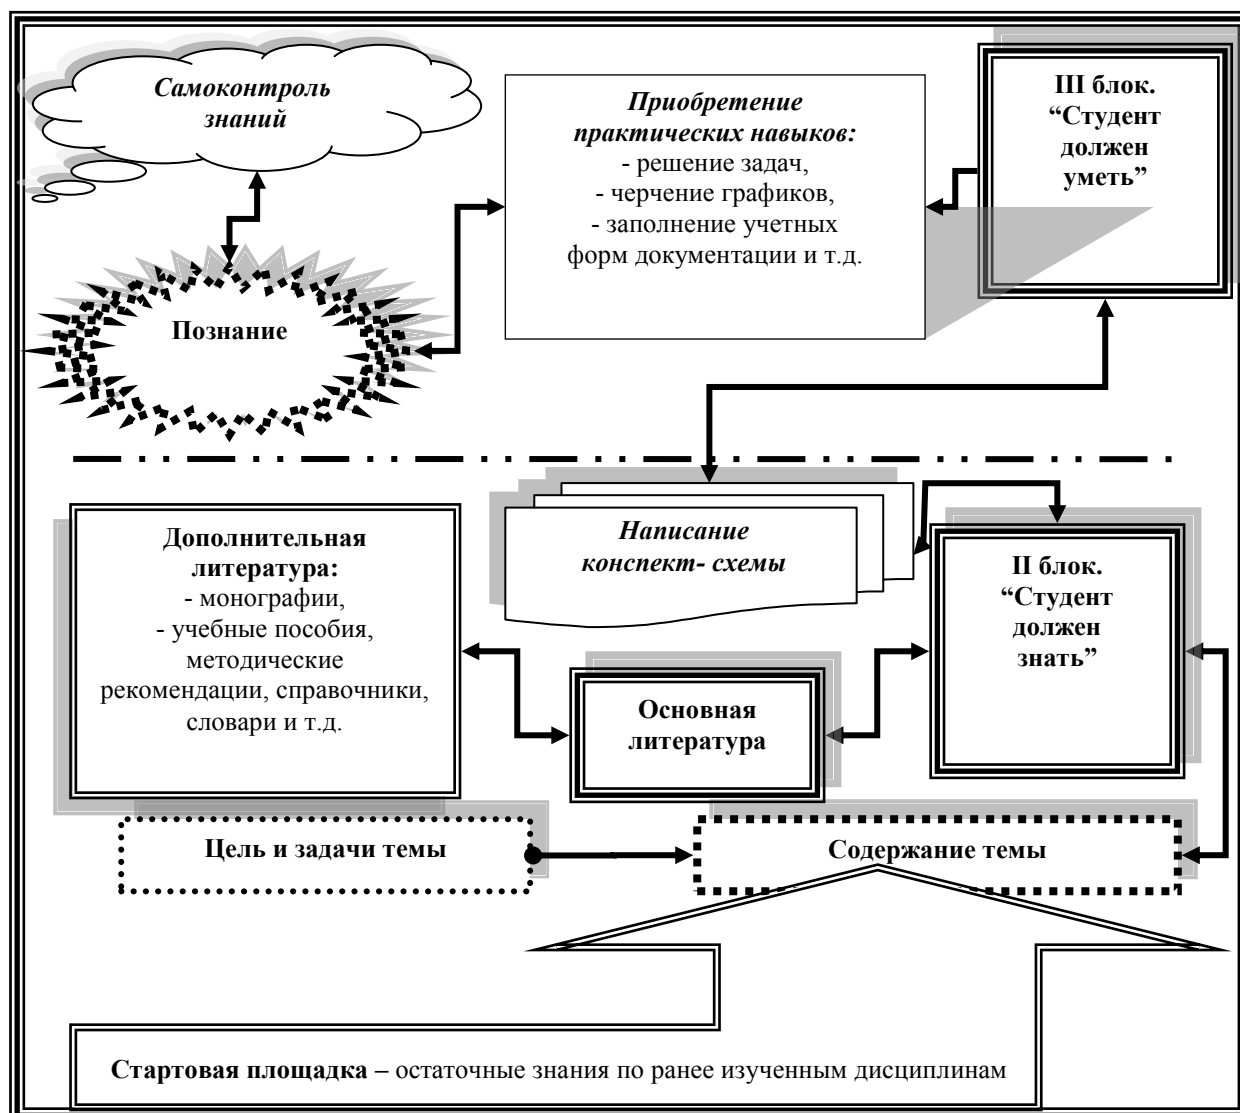 Самоконтроль
знаний
Приобретение
практических навыков:
- решение задач,
- черчение графиков,
- заполнение учетных
форм документации и т.д.
III блок.
“Студент
должен
уметь”
Познание
Дополнительная
литература:
- монографии,
- учебные пособия,
методические
рекомендации, справочники,
словари и т.д.
Написание
конспект- схемы
II блок.
“Студент
должен
знать”
Основная
литература
Цель и задачи темы
Содержание темы
Стартовая площадка – остаточные знания по ранее изученным дисциплинам